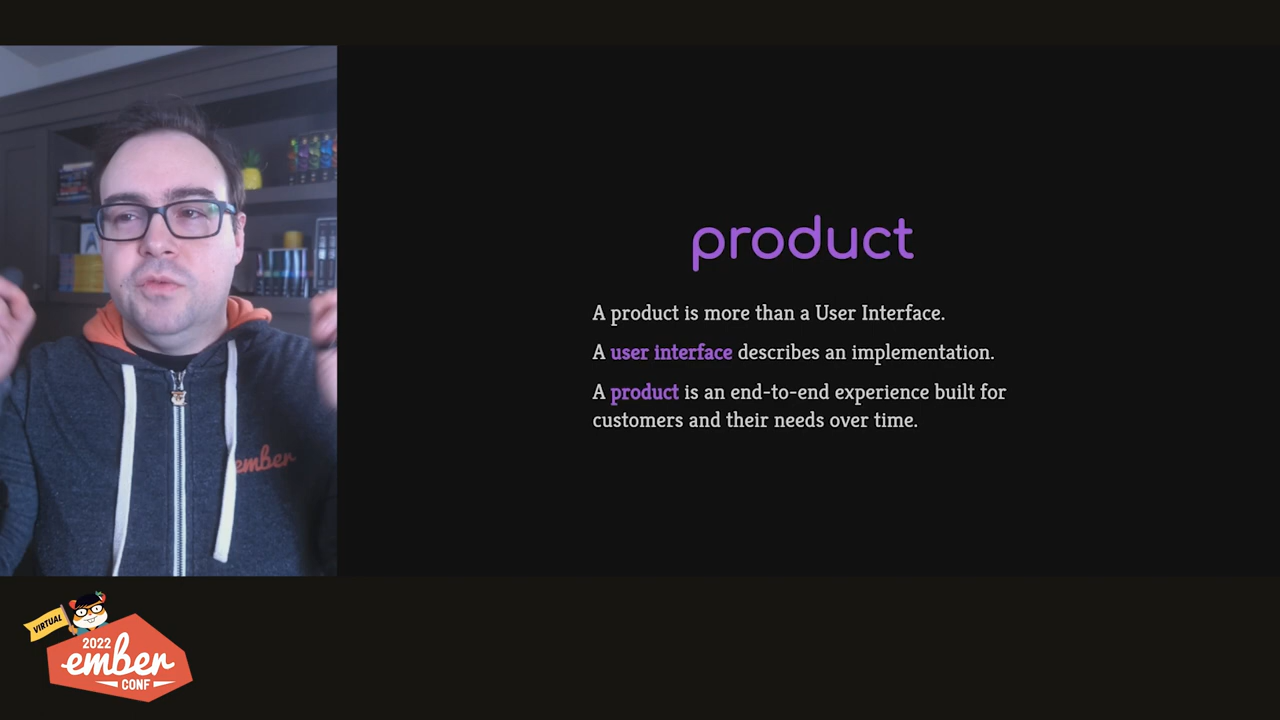 product
A product is more than a User Interface.
A user interface describes an implementation.
A product is an end-to-end experience built for
customers and their needs over time.
ember
VIRTUAL
2022
ember
CONF